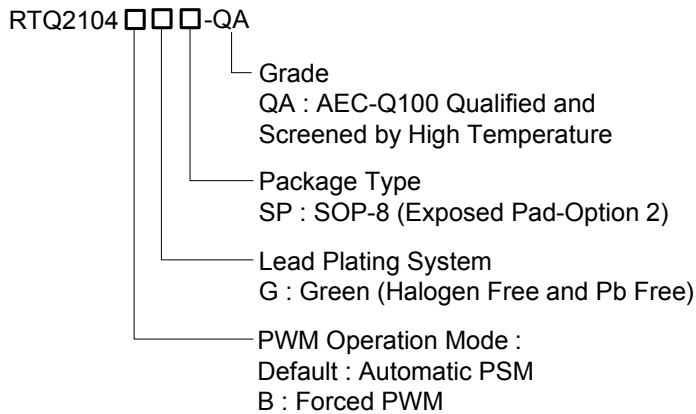 RTQ2104 □ □ □-QA
Grade
QA : AEC-Q100 Qualified and
Screened by High Temperature
Package Type
SP : SOP-8 (Exposed Pad-Option 2)
Lead Plating System
G : Green (Halogen Free and Pb Free)
PWM Operation Mode :
Default : Automatic PSM
B : Forced PWM